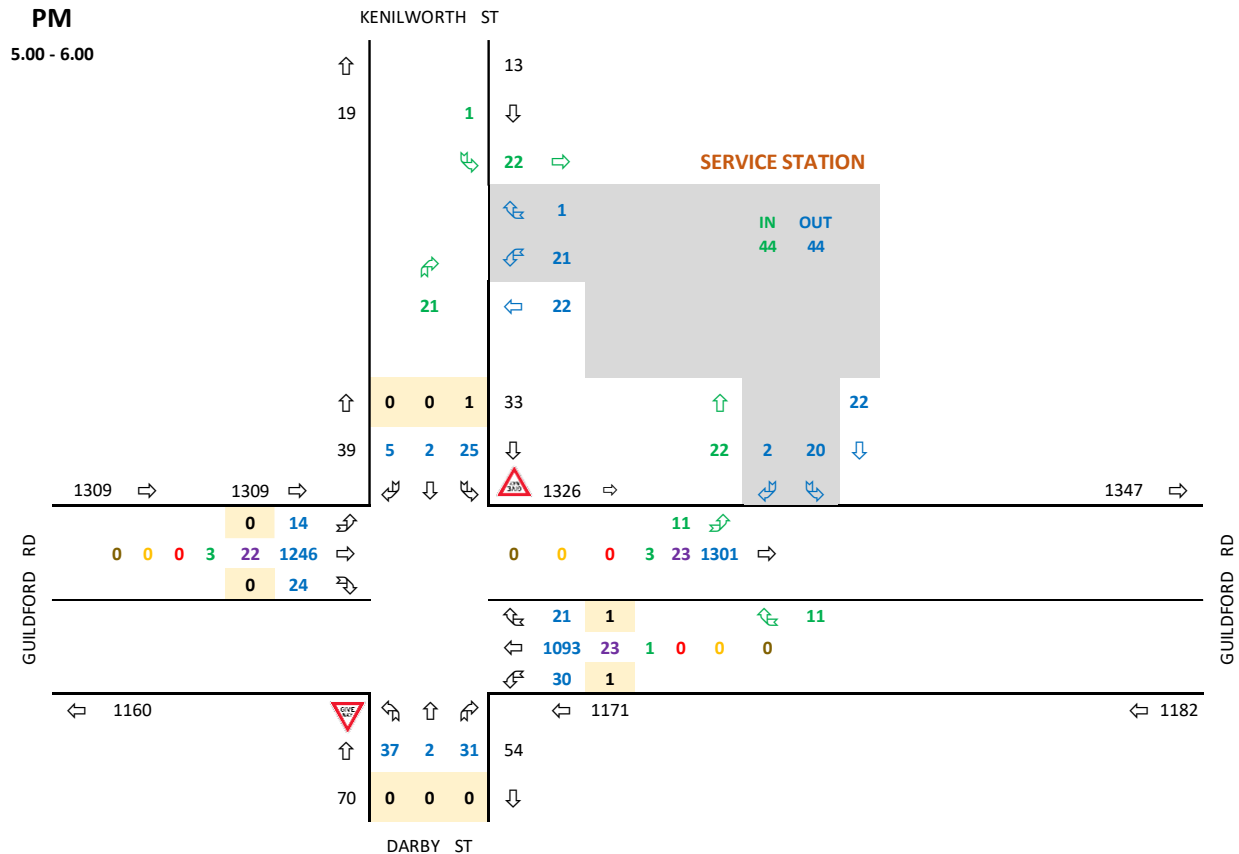 PM
KENILWORTH ST
5.00 - 6.00
13
19 1
22 SERVICE STATION
1 IN OUT
44 44
21
21 22
0 0 1 33 22
39 5 2 25 22 2 20
1309 1309 1326 1347
0 14 11
0 0 0 3 22 1246 0 0 0 3 23 1301
0 24
GUILDFORD RD
GUILDFORD RD
21 1 11
1093 23 1 0 0 0
30 1
1160 GIVE 1171 1182
37 2 31 54
70 0 0 0
DARBY ST